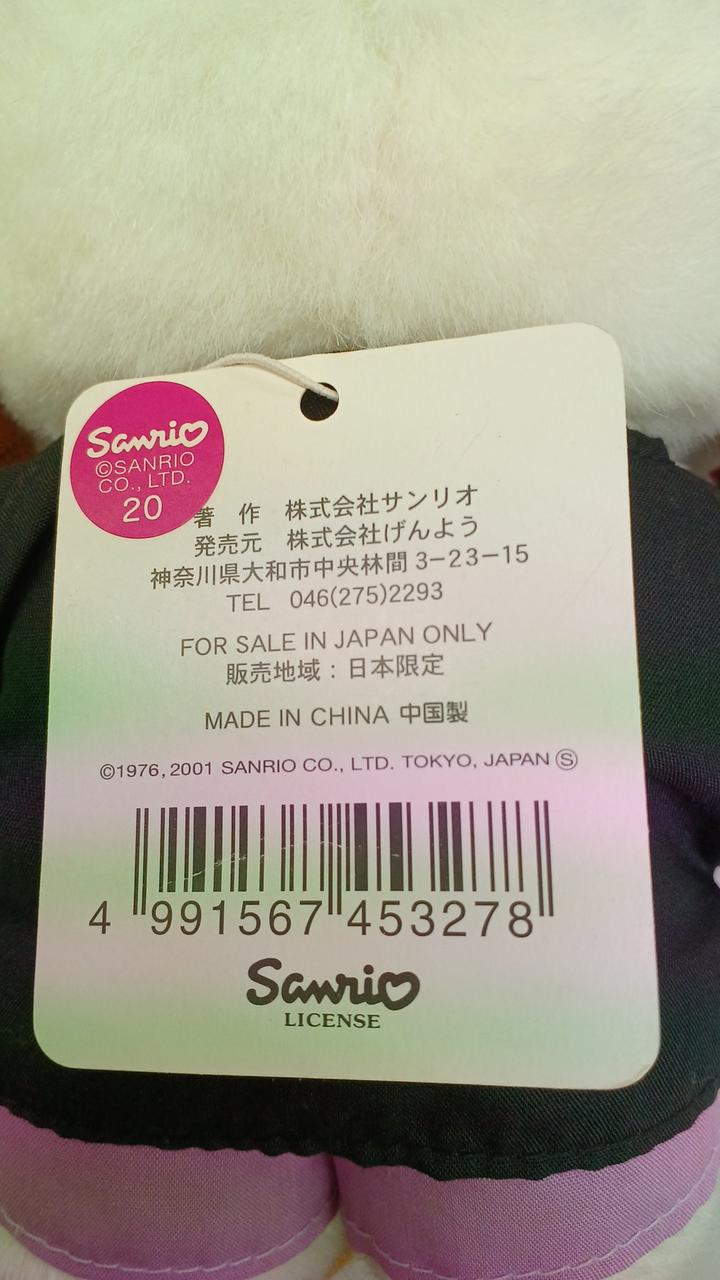 Sanrio
©SANRIO
CO., LTD.
20
著 作 株式会社サンリオ
発売元 株式会社げんよう
神奈川県大和市中央林間 3-23-15
TEL 046(275)2293
FOR SALE IN JAPAN ONLY
販売地域：日本限定
MADE IN CHINA 中国製
©1976, 2001 SANRIO CO., LTD. TOKYO, JAPAN Ⓢ
4 991567 453278
Sanrio
LICENSE